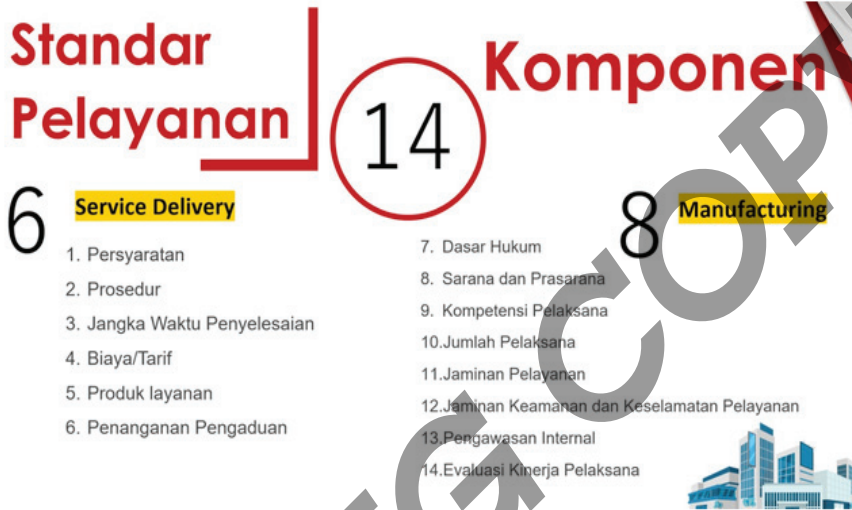 Standar
Pelayanan
14
Komponen
6
Service Delivery
1. Persyaratan
2. Prosedur
3. Jangka Waktu Penyelesaian
4. Biaya/Tarif
5. Produk layanan
6. Penanganan Pengaduan
8
Manufacturing
7. Dasar Hukum
8. Sarana dan Prasarana
9. Kompetensi Pelaksana
10.Jumlah Pelaksana
11.Jaminan Pelayanan
12.Jaminan Keamanan dan Keselamatan Pelayanan
13.Pengawasan Internal
14.Evaluasi Kinerja Pelaksana
G COP